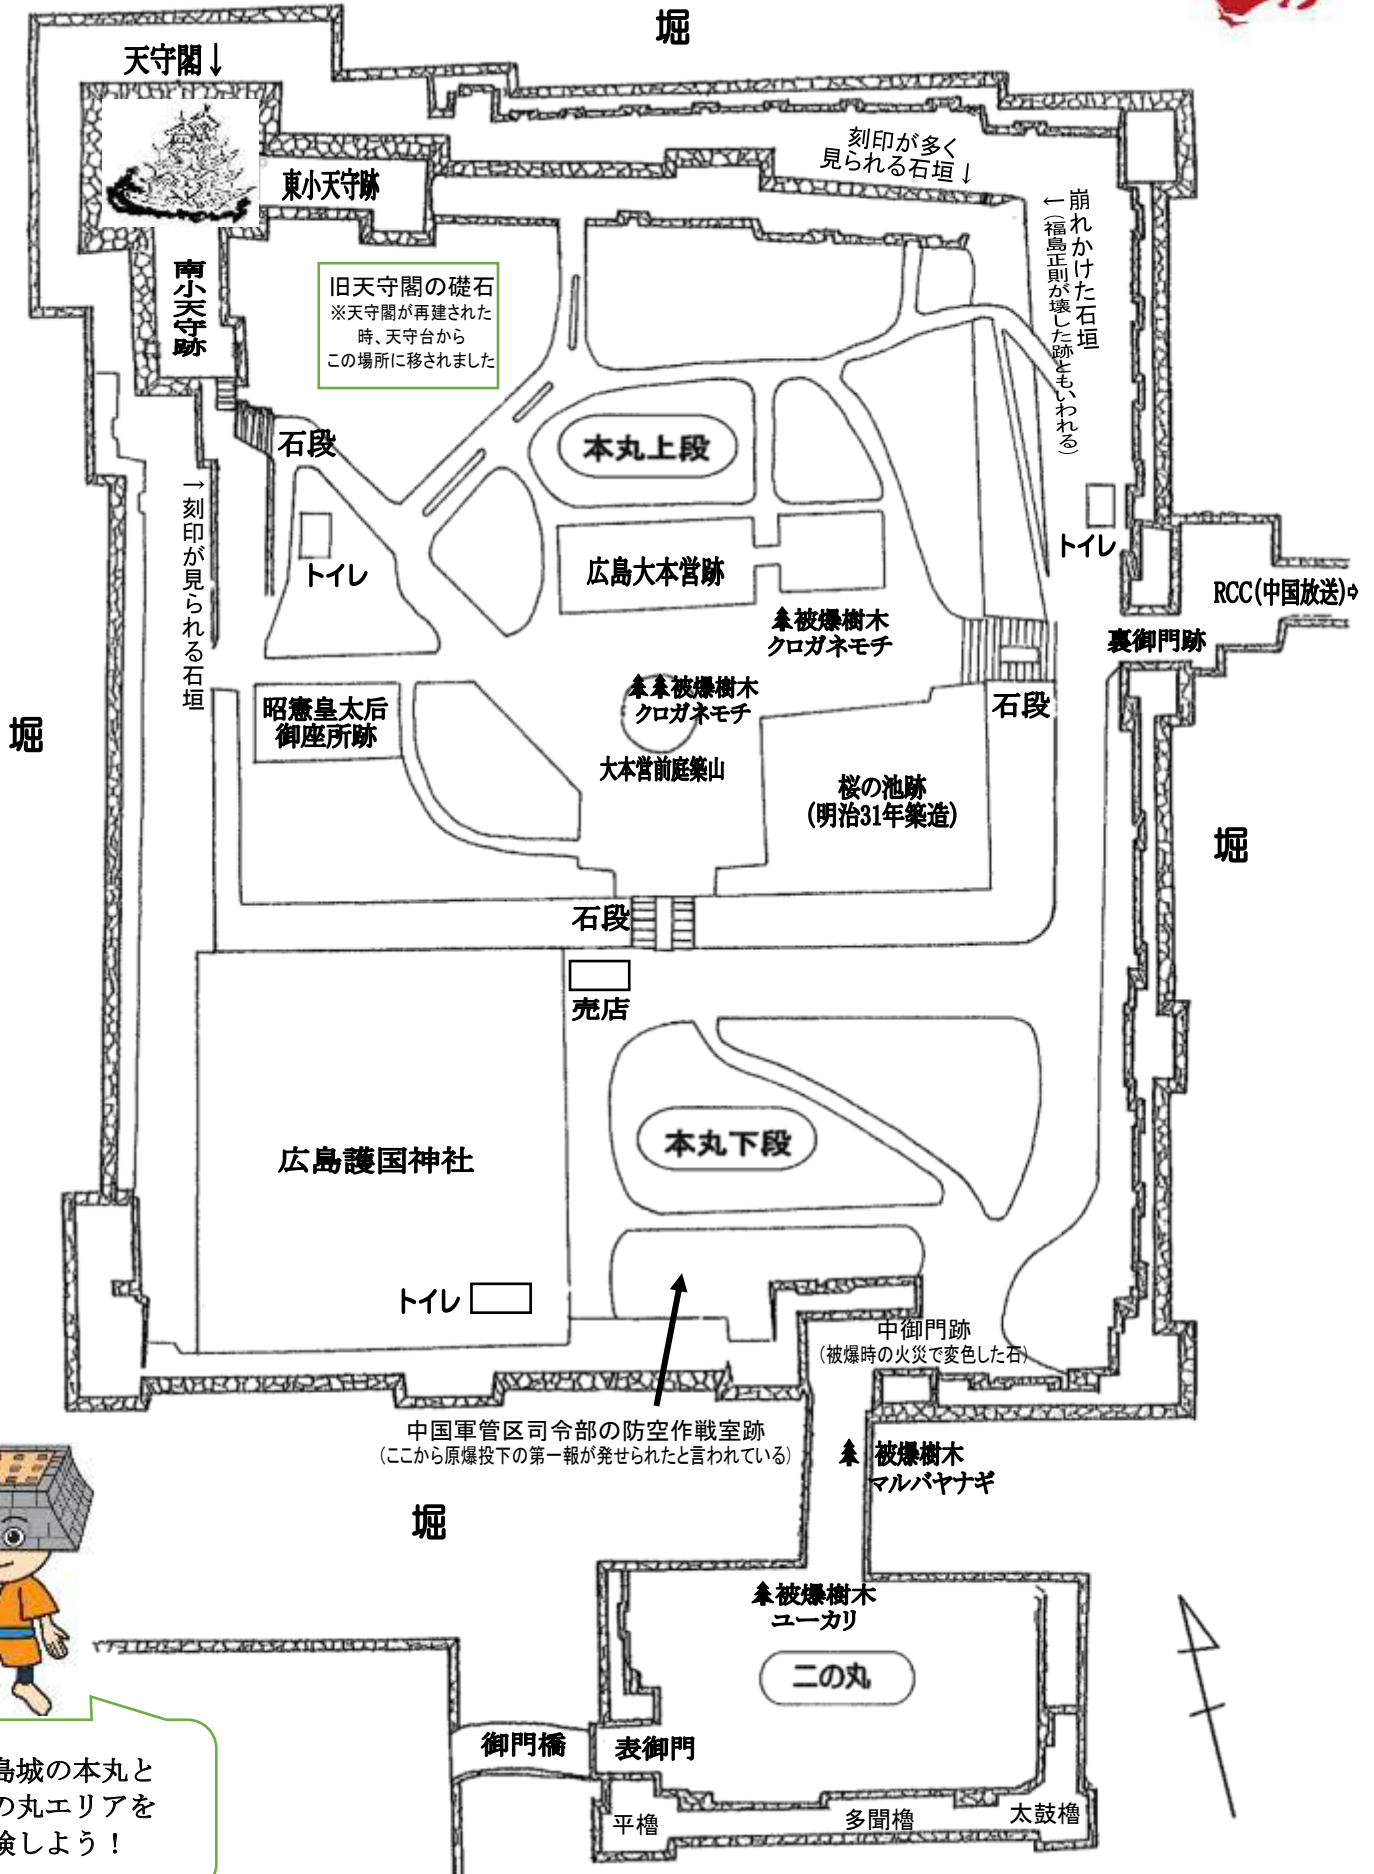 堀
天守閣↓
刻印が多く
見られる石垣↓
東小天守跡
崩れかけた石垣
←(福島正則が壊した跡ともいわれる)
南小天守跡
旧天守閣の礎石
※天守閣が再建された
時、天守台から
この場所に移されました
石段
本丸上段
→刻印が見られる石垣
トイレ
トイレ
広島大本営跡
RCC(中国放送)⇨
被爆樹木
クロガネモチ
裏御門跡
被爆樹木
クロガネモチ
昭憲皇太后
御座所跡
石段
堀
大本営前庭築山
桜の池跡
(明治31年築造)
堀
石段
売店
本丸下段
広島護国神社
トイレ
中御門跡
(被爆時の火災で変色した石)
中国軍管区司令部の防空作戦室跡
(ここから原爆投下の第一報が発せられたと言われている)
被爆樹木
マルバヤナギ
堀
被爆樹木
ユーカリ
二の丸
御門橋
表御門
平櫓
多聞櫓
太鼓櫓
島城の本丸と
の丸エリアを
険しよう！